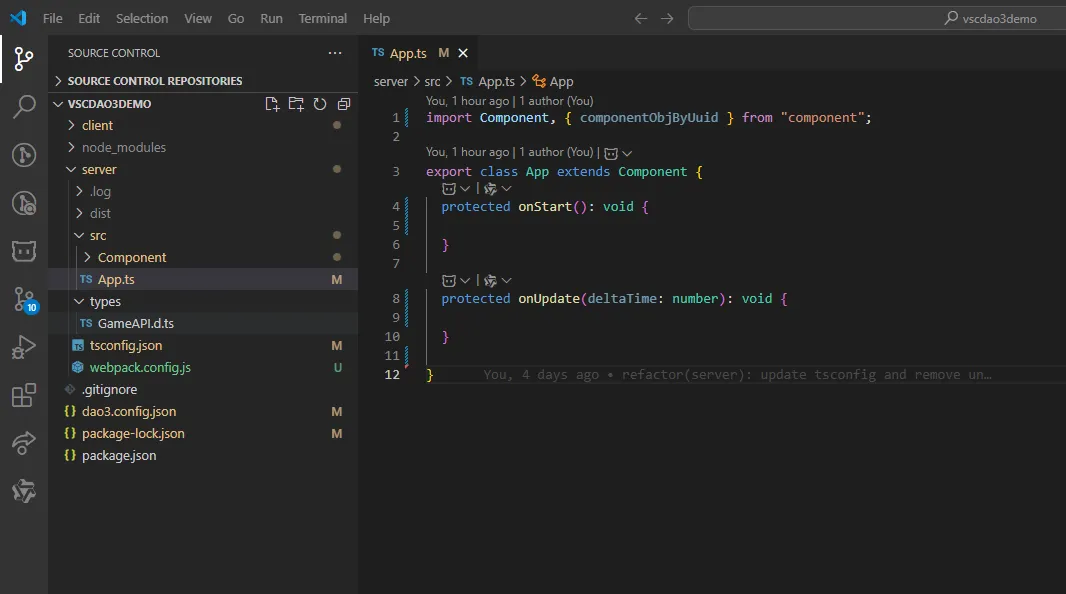 File Edit Selection View Go Run Terminal Help
vscdao3demo
SOURCE CONTROL
SOURCE CONTROL REPOSITORIES
VSCDAO3DEMO
client
node_modules
server
.log
dist
src
Component
TS App.ts M
types
TS GameAPI.d.ts
TS tsconfig.json M
webpack.config.js U
.gitignore
{} dao3.config.json M
{} package-lock.json M
{} package.json
10
TS App.ts M
server > src > TS App.ts > App
You, 1 hour ago | 1 author (You)
1 import Component, { componentObjByUuid } from "component";
2
You, 1 hour ago | 1 author (You) |
3 export class App extends Component {
|
4 protected onStart(): void {
5
6 }
7
|
8 protected onUpdate(deltaTime: number): void {
9
10 }
11
12 } You, 4 days ago • refactor(server): update tsconfig and remove un…